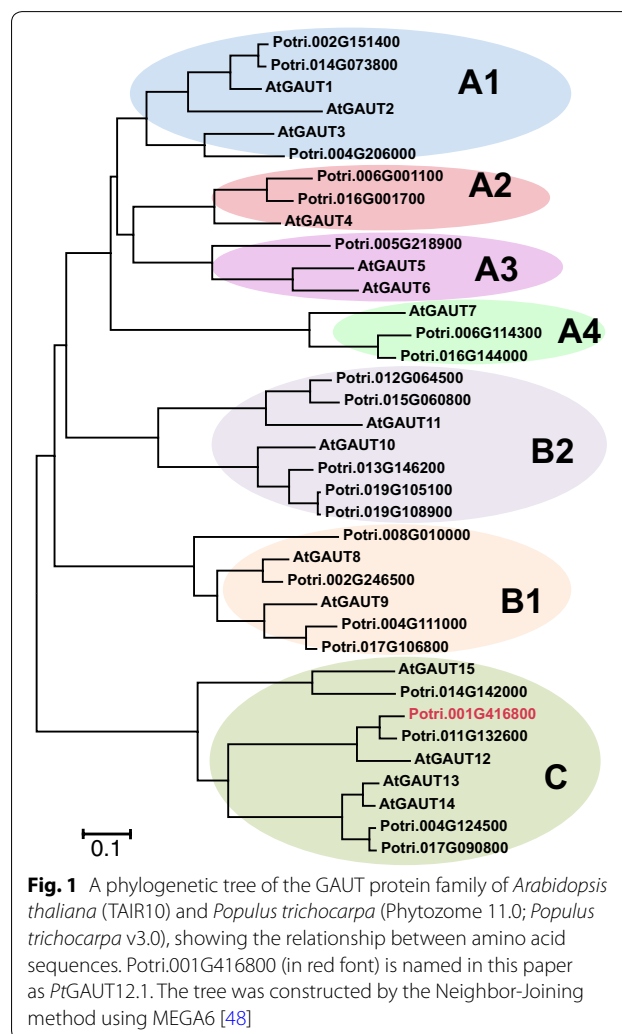 Potri.002G151400
Potri.014G073800
AtGAUT1
AtGAUT2
AtGAUT3
Potri.004G206000
A1
Potri.006G001100
Potri.016G001700
AtGAUT4
A2
Potri.005G218900
AtGAUT5
AtGAUT6
A3
AtGAUT7
Potri.006G114300
Potri.016G144000
A4
Potri.012G064500
Potri.015G060800
AtGAUT11
AtGAUT10
Potri.013G146200
Potri.019G105100
Potri.019G108900
B2
Potri.008G010000
AtGAUT8
Potri.002G246500
AtGAUT9
Potri.004G111000
Potri.017G106800
B1
AtGAUT15
Potri.014G142000
Potri.001G416800
Potri.011G132600
AtGAUT12
AtGAUT13
AtGAUT14
Potri.004G124500
Potri.017G090800
C
0.1
Fig. 1 A phylogenetic tree of the GAUT protein family of Arabidopsis
thaliana (TAIR10) and Populus trichocarpa (Phytozome 11.0; Populus
trichocarpa v3.0), showing the relationship between amino acid
sequences. Potri.001G416800 (in red font) is named in this paper
as PtGAUT12.1. The tree was constructed by the Neighbor-Joining
method using MEGA6 [48]